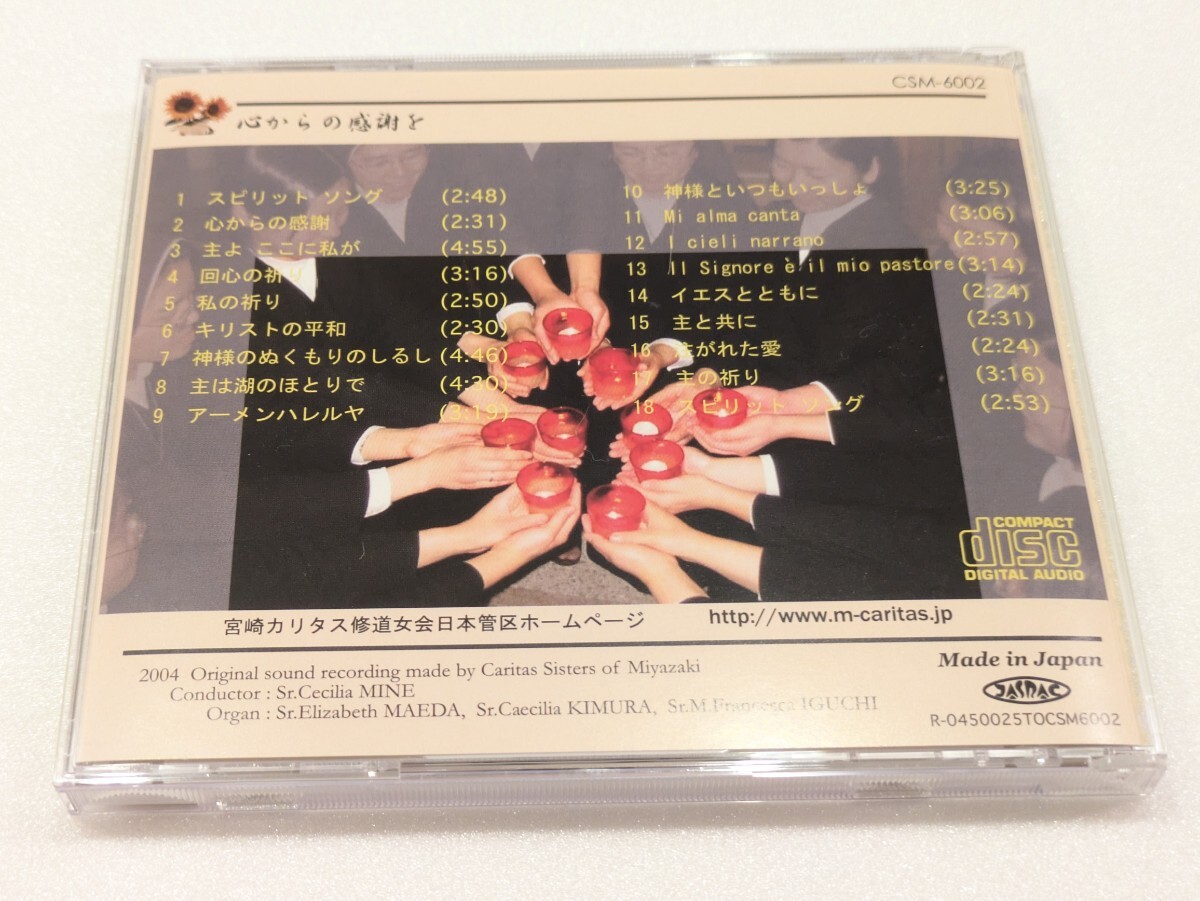 CSM-6002
心からの感謝を
1 スピリット ソング (2:48)
2 心からの感謝 (2:31)
3 主よ ここに私が (4:55)
4 回心の祈り (3:16)
5 私の祈り (2:50)
6 キリストの平和 (2:30)
7 神様のぬくもりのしるし (4:46)
8 主は湖のほとりで (4:30)
9 アーメンハレルヤ (3:19)
10 神様といつもいっしょ (3:25)
11 Mi alma canta (3:06)
12 I cieli narrano (2:57)
13 Il Signore è il mio pastore (3:14)
14 イエスとともに (2:24)
15 主と共に (2:31)
16 注がれた愛 (2:24)
17 主の祈り (3:16)
18 スピリット ソング (2:53)
COMPACT
disc
DIGITAL AUDIO
宮崎カリタス修道女会日本管区ホームページ http://www.m-caritas.jp
2004 Original sound recording made by Caritas Sisters of Miyazaki
Conductor : Sr.Cecilia MINE
Organ : Sr.Elizabeth MAEDA, Sr.Caecilia KIMURA, Sr.M.Francesca IGUCHI
Made in Japan
JASRAC
R-0450025TOCSM6002